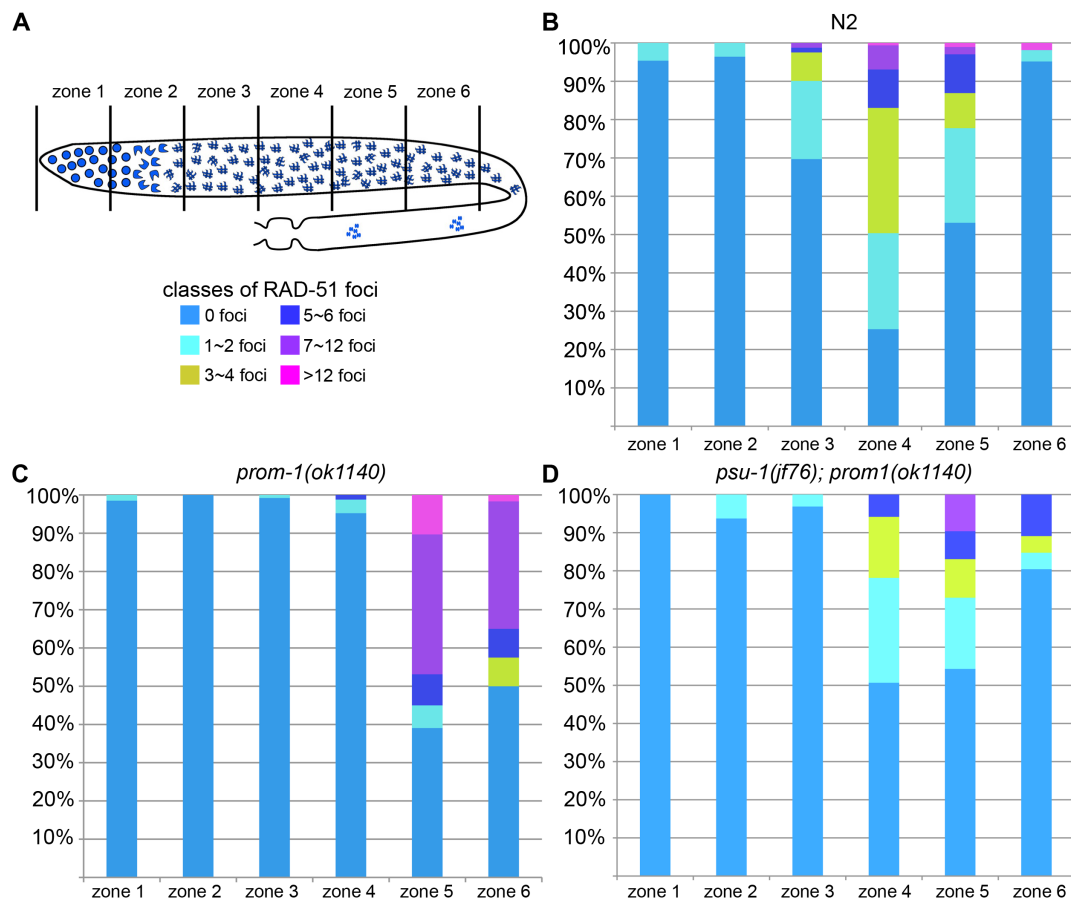 A
zone 1 zone 2 zone 3 zone 4 zone 5 zone 6
classes of RAD-51 foci
0 foci 5~6 foci
1~2 foci 7~12 foci
3~4 foci >12 foci
B
N2
100%
90%
80%
70%
60%
50%
40%
30%
20%
10%
zone 1 zone 2 zone 3 zone 4 zone 5 zone 6
C
prom-1(ok1140)
100%
90%
80%
70%
60%
50%
40%
30%
20%
10%
zone 1 zone 2 zone 3 zone 4 zone 5 zone 6
D
psu-1(jf76); prom1(ok1140)
100%
90%
80%
70%
60%
50%
40%
30%
20%
10%
zone 1 zone 2 zone 3 zone 4 zone 5 zone 6